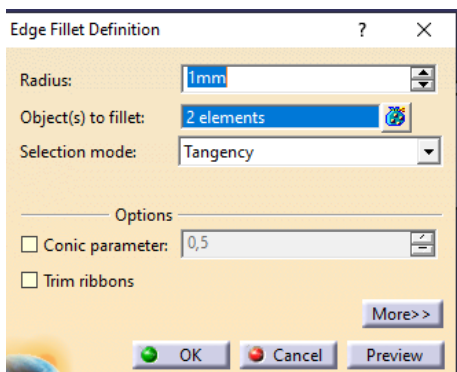 Edge Fillet Definition ? ×
Radius: 1mm
Object(s) to fillet: 2 elements
Selection mode: Tangency
Options
Conic parameter: 0,5
Trim ribbons
More>>
OK Cancel Preview